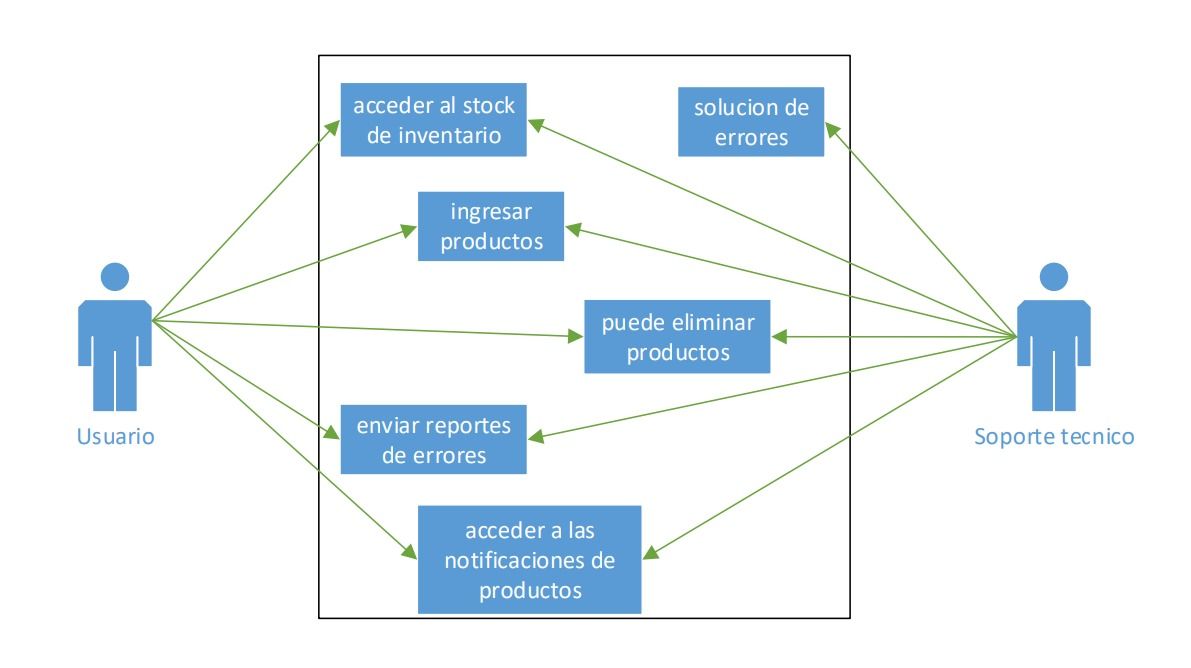 acceder al stock
de inventario
solucion de
errores
ingresar
productos
puede eliminar
productos
enviar reportes
de errores
Usuario
Soporte tecnico
acceder a las
notificaciones de
productos